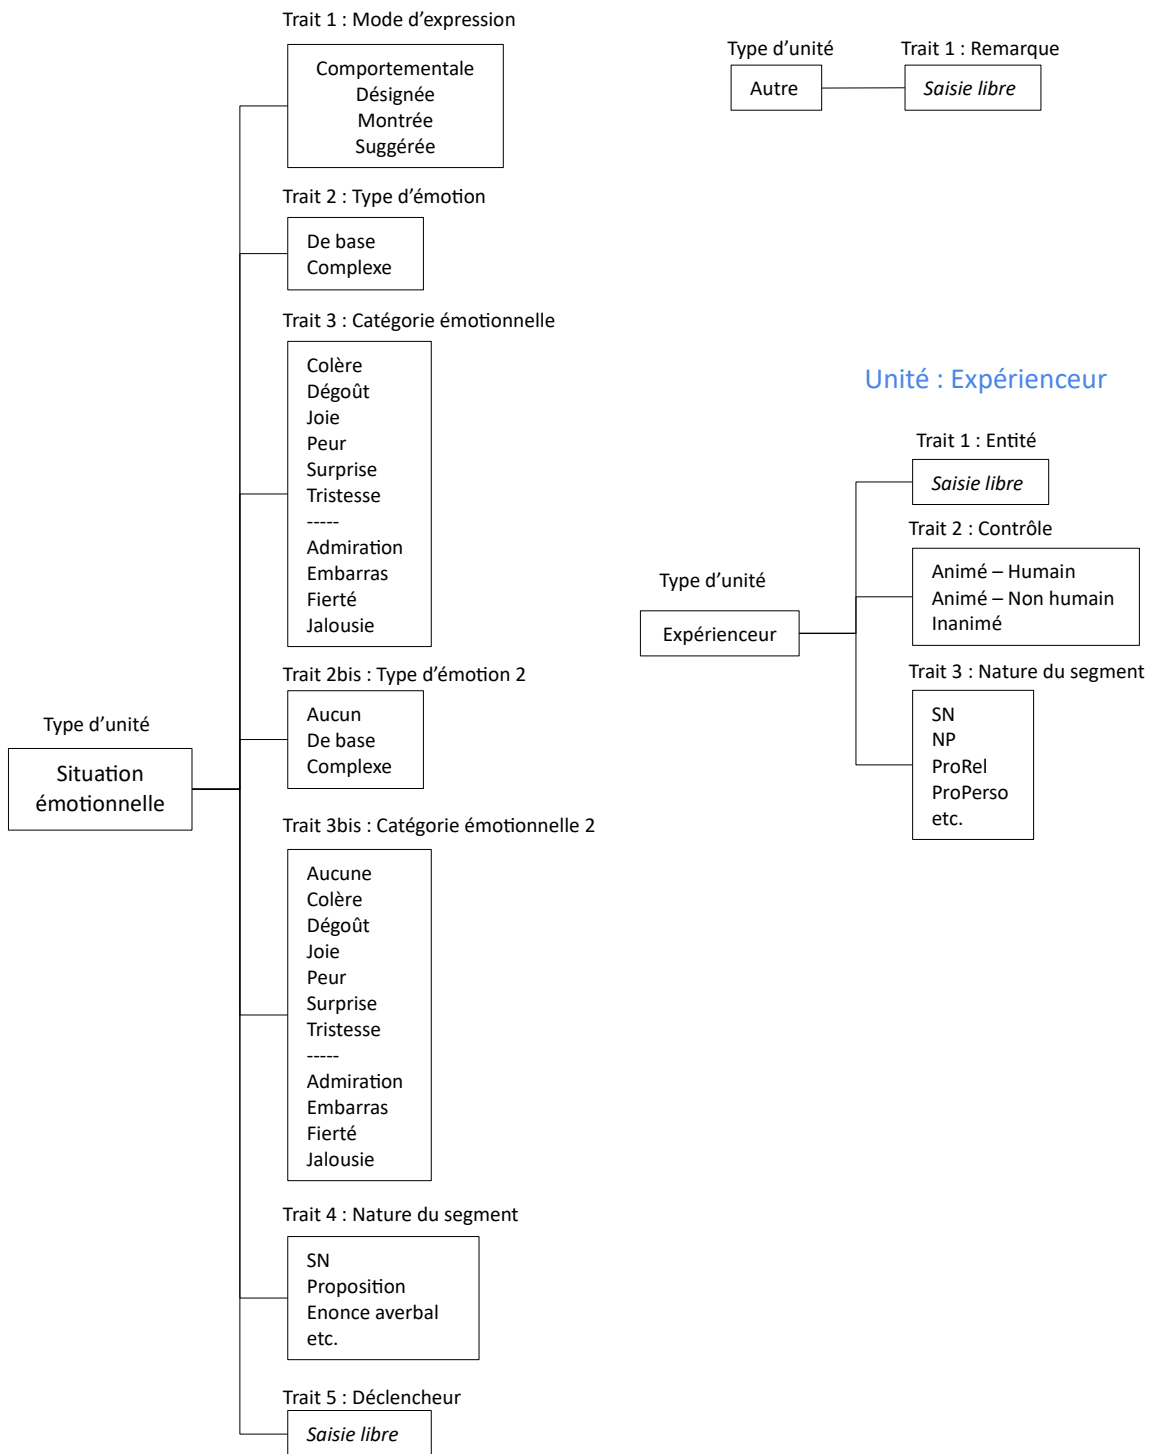 Trait 1 : Mode d'expression
Comportementale
Désignée
Montrée
Suggérée
Trait 2 : Type d'émotion
De base
Complexe
Trait 3 : Catégorie émotionnelle
Colère
Dégoût
Joie
Peur
Surprise
Tristesse
-----
Admiration
Embarras
Fierté
Jalousie
Trait 2bis : Type d'émotion 2
Aucun
De base
Complexe
Type d'unité
Situation
émotionnelle
Trait 3bis : Catégorie émotionnelle 2
Aucune
Colère
Dégoût
Joie
Peur
Surprise
Tristesse
-----
Admiration
Embarras
Fierté
Jalousie
Trait 4 : Nature du segment
SN
Proposition
Enonce averbal
etc.
Trait 5 : Déclencheur
Saisie libre
Type d'unité
Autre
Trait 1 : Remarque
Saisie libre
Unité : Expérienceur
Trait 1 : Entité
Saisie libre
Trait 2 : Contrôle
Animé – Humain
Animé – Non humain
Inanimé
Type d'unité
Expérienceur
Trait 3 : Nature du segment
SN
NP
ProRel
ProPerso
etc.